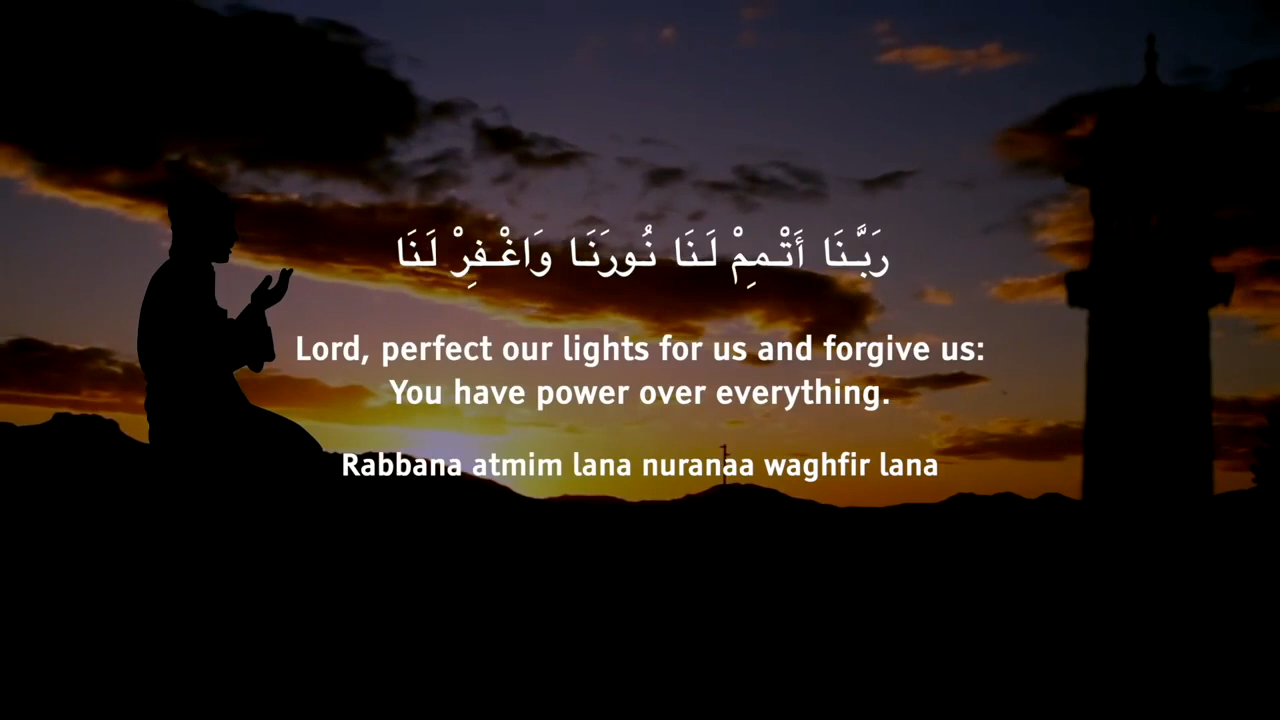 رَبَّنَا أَتْمِمْ لَنَا نُورَنَا وَاغْفِرْ لَنَا
Lord, perfect our lights for us and forgive us:
You have power over everything.
Rabbana atmim lana nuranaa waghfir lana